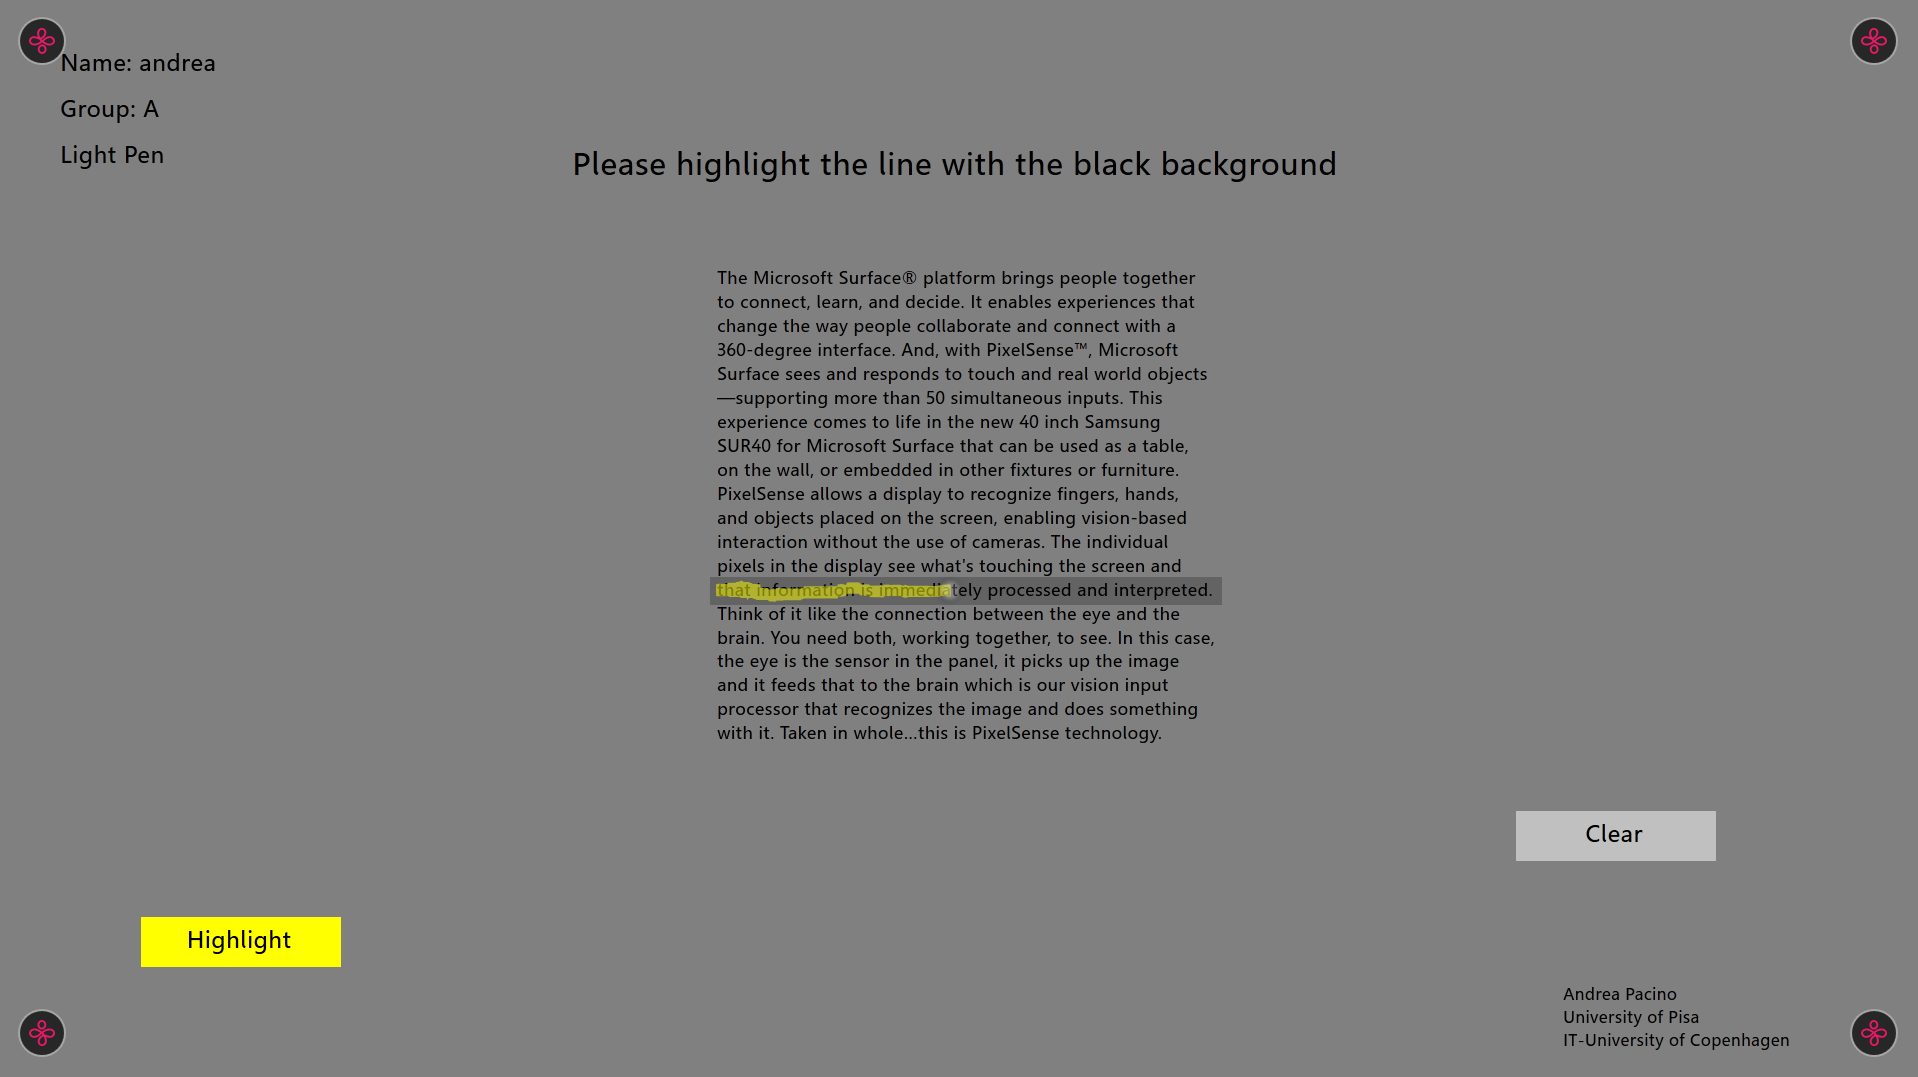 Name: andrea
Group: A
Light Pen
Please highlight the line with the black background
The Microsoft Surface® platform brings people together
to connect, learn, and decide. It enables experiences that
change the way people collaborate and connect with a
360-degree interface. And, with PixelSense™, Microsoft
Surface sees and responds to touch and real world objects
—supporting more than 50 simultaneous inputs. This
experience comes to life in the new 40 inch Samsung
SUR40 for Microsoft Surface that can be used as a table,
on the wall, or embedded in other fixtures or furniture.
PixelSense allows a display to recognize fingers, hands,
and objects placed on the screen, enabling vision-based
interaction without the use of cameras. The individual
pixels in the display see what's touching the screen and
that information is immediately processed and interpreted.
Think of it like the connection between the eye and the
brain. You need both, working together, to see. In this case,
the eye is the sensor in the panel, it picks up the image
and it feeds that to the brain which is our vision input
processor that recognizes the image and does something
with it. Taken in whole...this is PixelSense technology.
Clear
Highlight
Andrea Pacino
University of Pisa
IT-University of Copenhagen